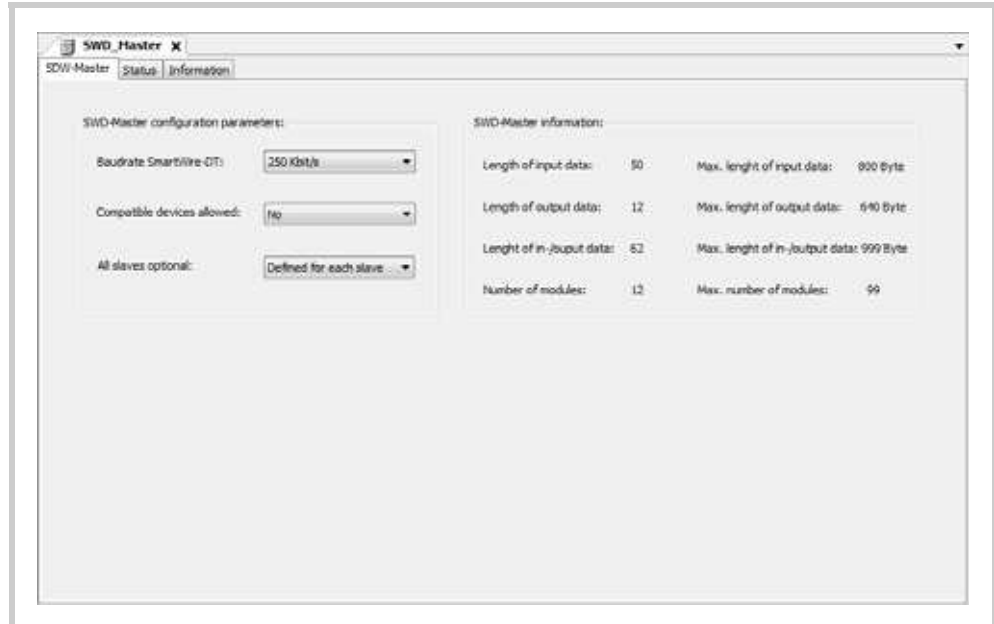 SWD_Master X
SDW-Master Status Information
SWD-Master configuration parameters:
Baudrate SmartWire-DT: 250 Kbit/s
Compatible devices allowed: No
All slaves optional: Defined for each slave
SWD-Master information:
Length of input data: 50 Max. lenght of input data: 800 Byte
Length of output data: 12 Max. lenght of output data: 640 Byte
Lenght of in-/ouput data: 62 Max. lenght of in-/output data: 999 Byte
Number of modules: 12 Max. number of modules: 99